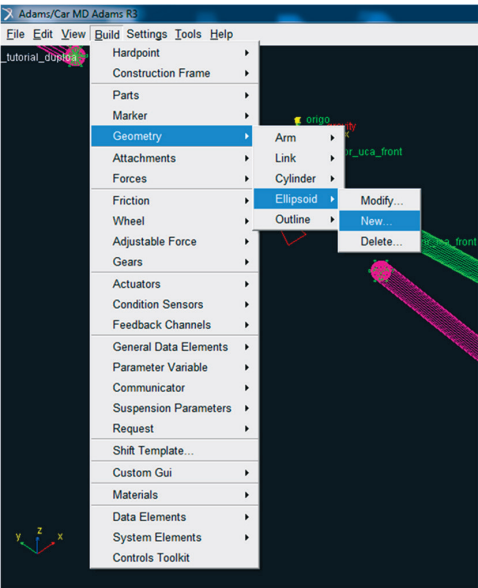 Adams/Car MD Adams R3
File Edit View Build Settings Tools Help
_tutorial_duploa
Hardpoint
Construction Frame
Parts
Marker
Geometry
Attachments
Forces
Friction
Wheel
Adjustable Force
Gears
Actuators
Condition Sensors
Feedback Channels
General Data Elements
Parameter Variable
Communicator
Suspension Parameters
Request
Shift Template...
Custom Gui
Materials
Data Elements
System Elements
Controls Toolkit
Arm
Link
Cylinder
Ellipsoid
Outline
Modify...
New...
Delete...
origo
r_uca_front
_front
y z x